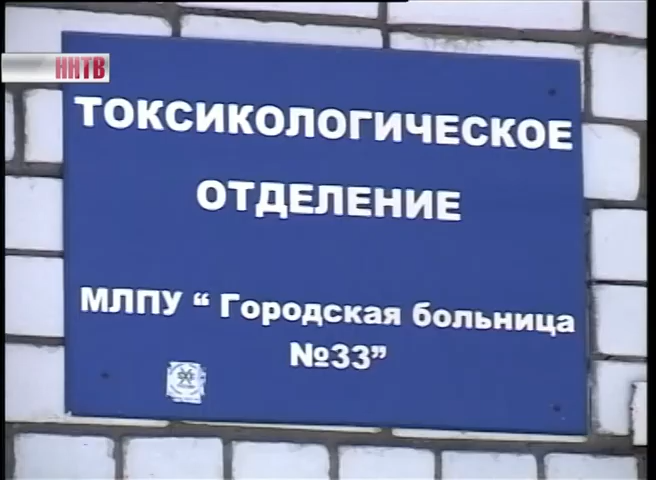 ННТВ
ТОКСИКОЛОГИЧЕСКОЕ
ОТДЕЛЕНИЕ
МЛПУ “ Городская больница
№33”